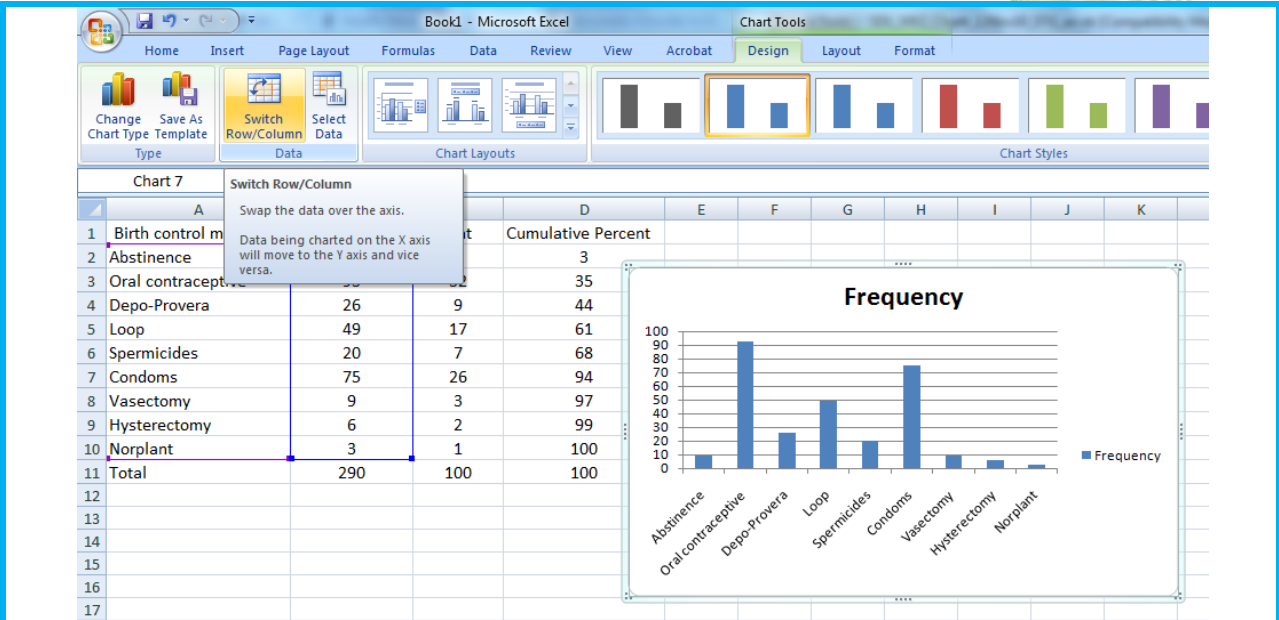 Book1 - Microsoft Excel Chart Tools
Home Insert Page Layout Formulas Data Review View Acrobat Design Layout Format
Change Chart Type Save As Template Switch Row/Column Select Data
Type Data Chart Layouts Chart Styles
Chart 7
Switch Row/Column
Swap the data over the axis.
Data being charted on the X axis
will move to the Y axis and vice
versa.
A D E F G H I J K
1 Birth control Cumulative Percent
2 Abstinence 3
3 Oral contraceptive 35
4 Depo-Provera 26 9 44
5 Loop 49 17 61
6 Spermicides 20 7 68
7 Condoms 75 26 94
8 Vasectomy 9 3 97
9 Hysterectomy 6 2 99
10 Norplant 3 1 100
11 Total 290 100 100
12
13
14
15
16
17
Frequency
100
90
80
70
60
50
40
30
20
10
0
Abstinence
Oral contraceptive
Depo-Provera
Loop
Spermicides
Condoms
Vasectomy
Hysterectomy
Norplant
Frequency